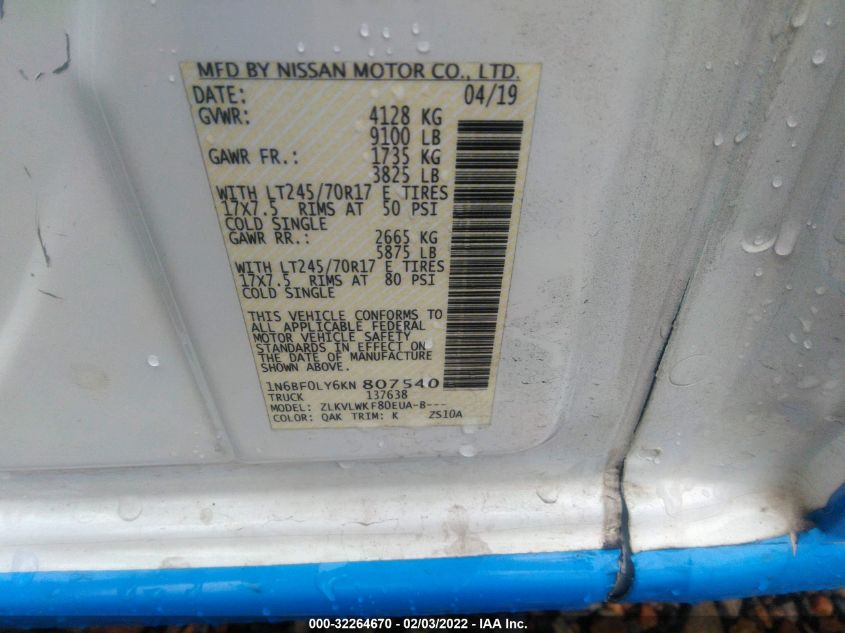 MFD BY NISSAN MOTOR CO., LTD.
DATE: 04/19
GVWR: 4128 KG
9100 LB
GAWR FR.: 1735 KG
3825 LB
WITH LT245/70R17 E TIRES
17X7.5 RIMS AT 50 PSI
COLD SINGLE
GAWR RR.: 2665 KG
5875 LB
WITH LT245/70R17 E TIRES
17X7.5 RIMS AT 80 PSI
COLD SINGLE
THIS VEHICLE CONFORMS TO
ALL APPLICABLE FEDERAL
MOTOR VEHICLE SAFETY
STANDARDS IN EFFECT ON
THE DATE OF MANUFACTURE
SHOWN ABOVE.
1N6BF0LY6KN 807540
TRUCK 137638
MODEL: ZLKVLWKF80EUA-B---
COLOR: QAK TRIM: K ZS10A
000-32264670 - 02/03/2022 - IAA Inc.